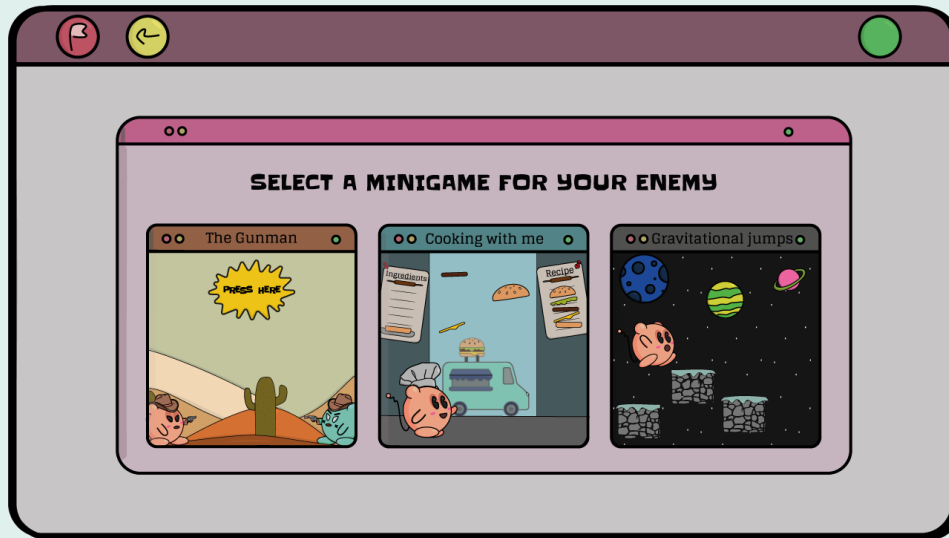 SELECT A MINIGAME FOR YOUR ENEMY
The Gunman
Cooking with me
Gravitational jumps
PRESS HERE
Ingredients
Recipe